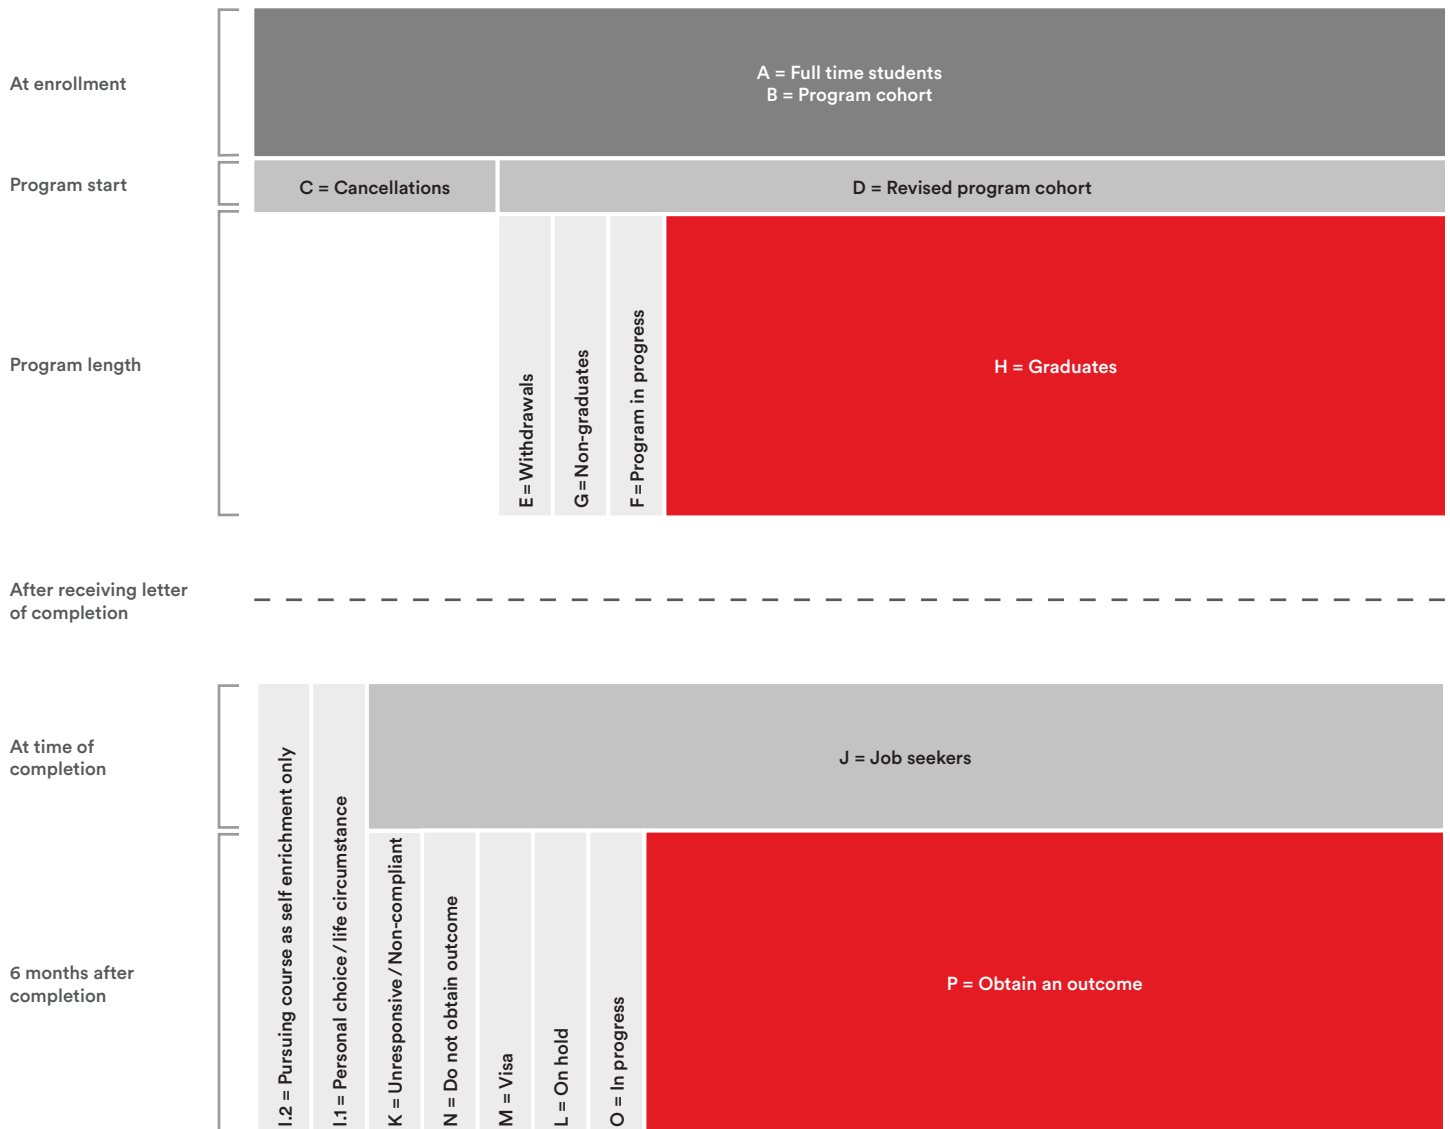 At enrollment
A = Full time students
B = Program cohort
Program start
C = Cancellations
D = Revised program cohort
Program length
E = Withdrawals
G = Non-graduates
F = Program in progress
H = Graduates
After receiving letter
of completion
At time of
completion
I.2 = Pursuing course as self enrichment only
I.1 = Personal choice / life circumstance
J = Job seekers
6 months after
completion
K = Unresponsive / Non-compliant
N = Do not obtain outcome
M = Visa
L = On hold
O = In progress
P = Obtain an outcome